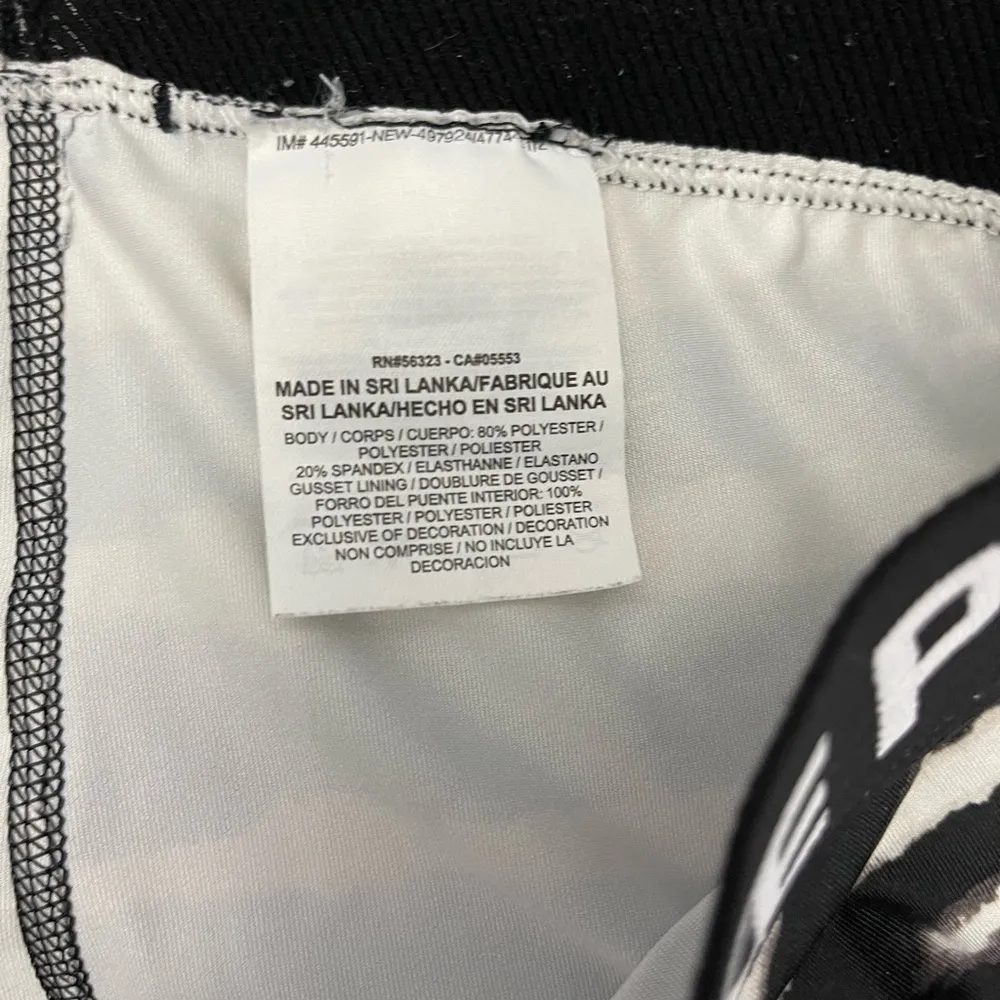 IM# 445591-NEW-497924
RN#56323 - CA#05553
MADE IN SRI LANKA/FABRIQUE AU
SRI LANKA/HECHO EN SRI LANKA
BODY / CORPS / CUERPO: 80% POLYESTER /
POLYESTER / POLIESTER
20% SPANDEX / ELASTHANNE / ELASTANO
GUSSET LINING / DOUBLURE DE GOUSSET /
FORRO DEL PUENTE INTERIOR: 100%
POLYESTER / POLYESTER / POLIESTER
EXCLUSIVE OF DECORATION / DECORATION
NON COMPRISE / NO INCLUYE LA
DECORACION
P